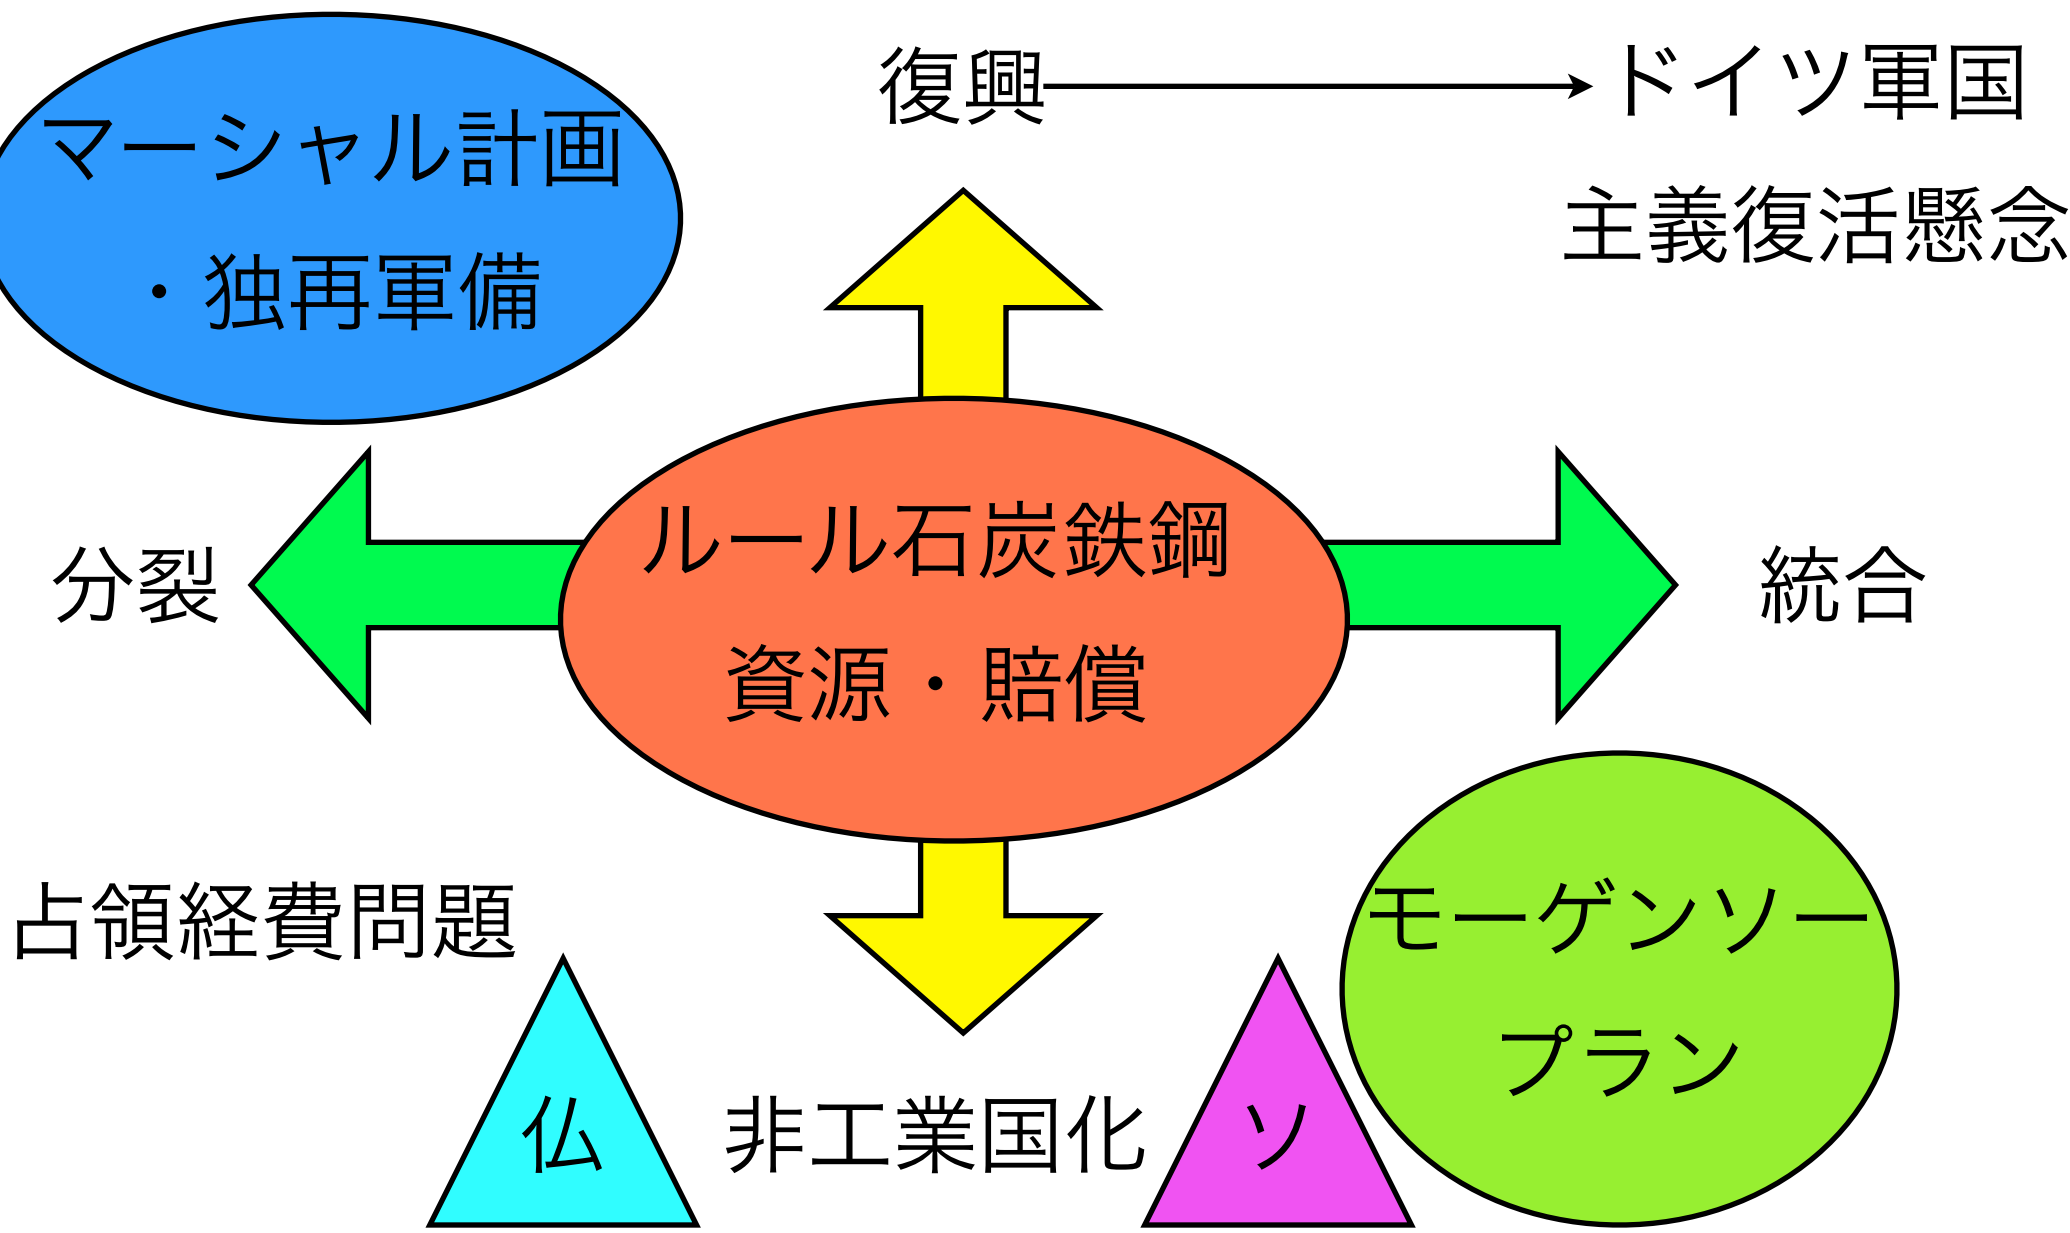 復興
ドイツ軍国
主義復活懸念
マーシャル計画
・独再軍備
分裂
ルール石炭鉄鋼
資源・賠償
統合
占領経費問題
モーゲンソー
プラン
仏
非工業国化
ソ